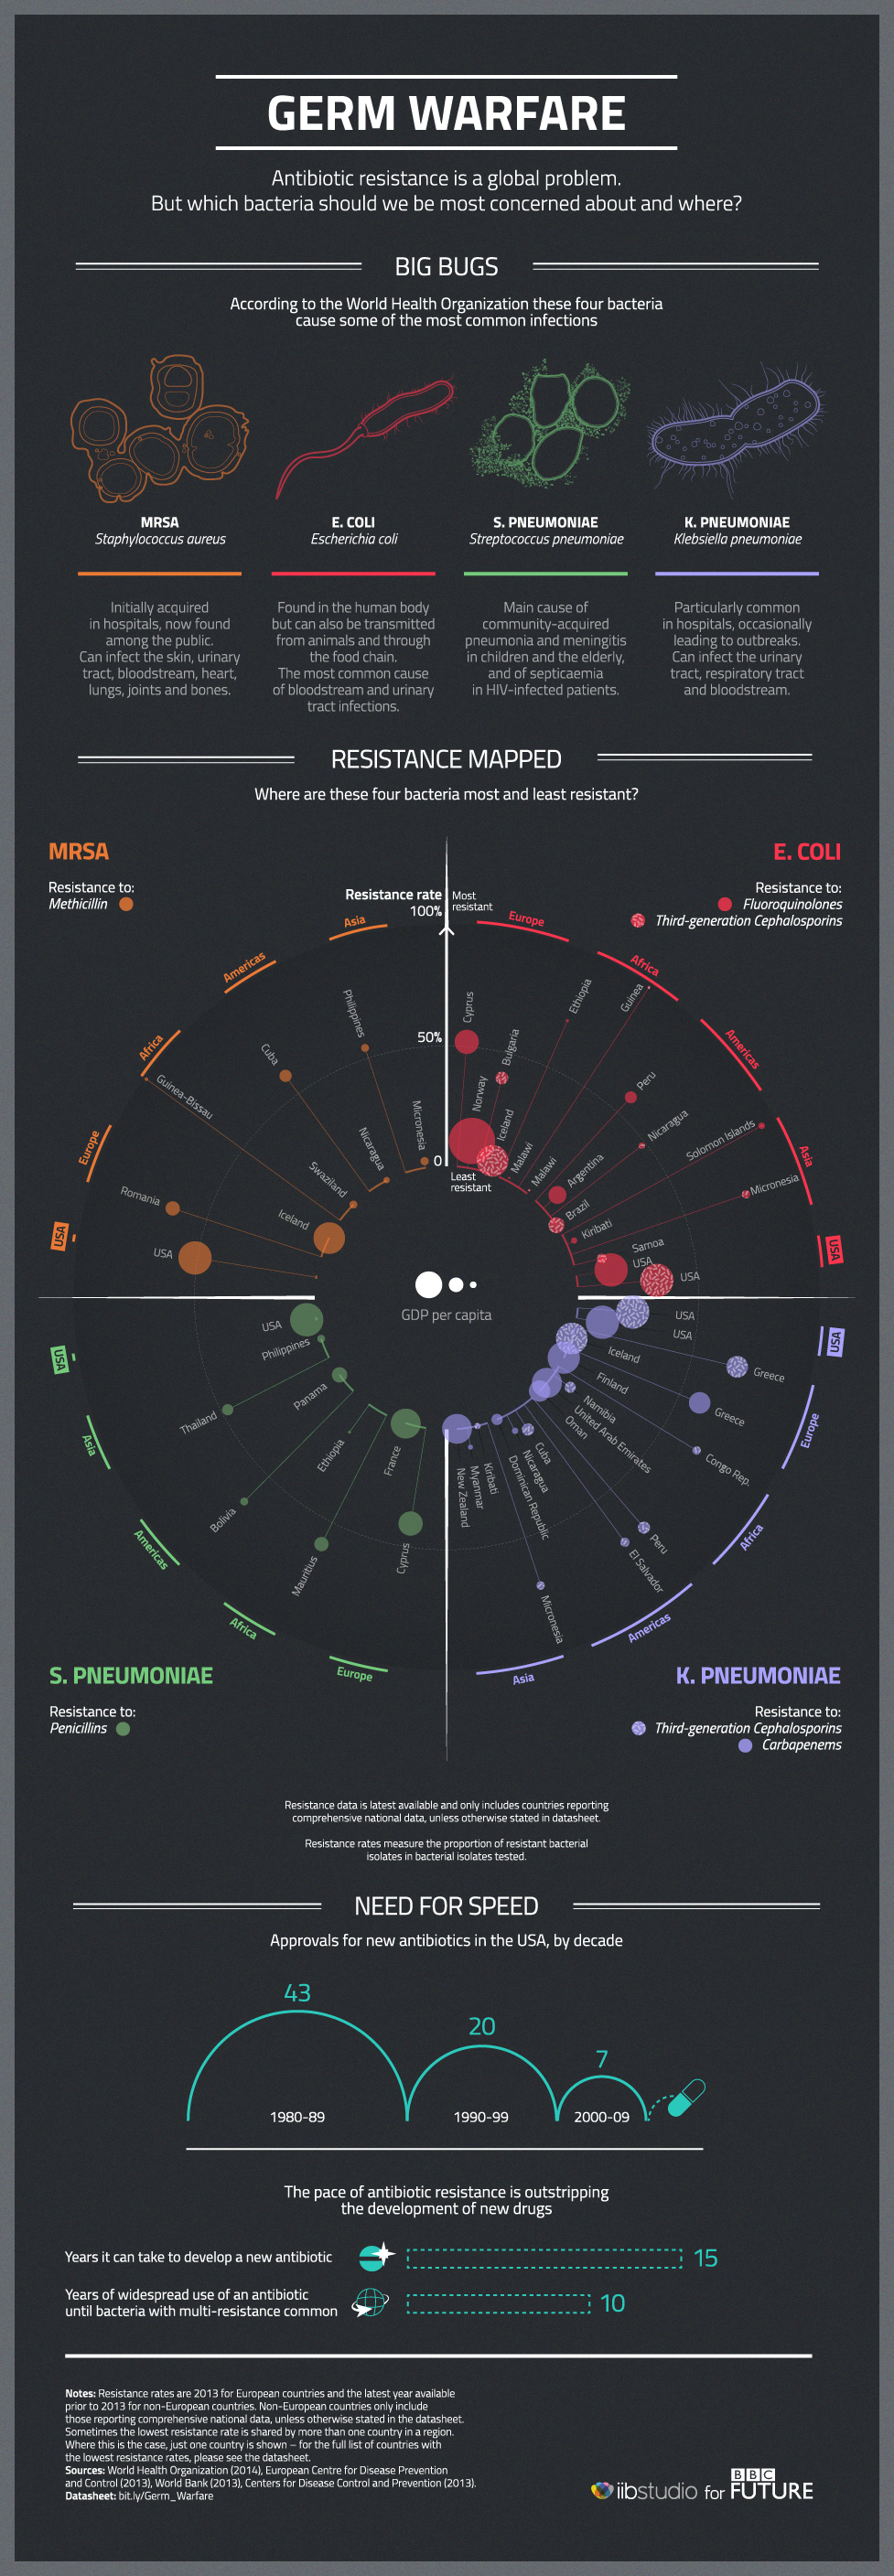 GERM WARFARE
Antibiotic resistance is a global problem.
But which bacteria should we be most concerned about and where?
BIG BUGS
According to the World Health Organization these four bacteria
cause some of the most common infections
MRSA
Staphylococcus aureus
Initially acquired
in hospitals, now found
among the public.
Can infect the skin, urinary
tract, bloodstream, heart,
lungs, joints and bones.
E. COLI
Escherichia coli
Found in the human body
but can also be transmitted
from animals and through
the food chain.
The most common cause
of bloodstream and urinary
tract infections.
S. PNEUMONIAE
Streptococcus pneumoniae
Main cause of
community-acquired
pneumonia and meningitis
in children and the elderly,
and of septicaemia
in HIV-infected patients.
K. PNEUMONIAE
Klebsiella pneumoniae
Particularly common
in hospitals, occasionally
leading to outbreaks.
Can infect the urinary
tract, respiratory tract
and bloodstream.
RESISTANCE MAPPED
Where are these four bacteria most and least resistant?
MRSA
Resistance to:
Methicillin
E. COLI
Resistance to:
Fluoroquinolones
Third-generation Cephalosporins
Resistance rate
100%
Most
resistant
50%
0
Least
resistant
Asia
Americas
Africa
Europe
USA
Philippines
Micronesia
Cuba
Nicaragua
Guinea-Bissau
Swaziland
Romania
Iceland
USA
Europe
Africa
Americas
Asia
USA
Cyprus
Norway
Bulgaria
Iceland
Ethiopia
Malawi
Guinea
Malawi
Peru
Argentina
Nicaragua
Brazil
Solomon Islands
Kiribati
Micronesia
Samoa
USA
USA
GDP per capita
USA
Philippines
Thailand
Panama
Bolivia
Ethiopia
Mauritius
France
Cyprus
USA
Asia
Americas
Africa
Europe
USA
USA
Greece
Iceland
Greece
Finland
Congo Rep.
Namibia
United Arab Emirates
Oman
Peru
El Salvador
Cuba
Nicaragua
Dominican Republic
Micronesia
Kiribati
Myanmar
New Zealand
USA
Europe
Africa
Americas
Asia
S. PNEUMONIAE
Resistance to:
Penicillins
K. PNEUMONIAE
Resistance to:
Third-generation Cephalosporins
Carbapenems
Resistance data is latest available and only includes countries reporting
comprehensive national data, unless otherwise stated in datasheet.
Resistance rates measure the proportion of resistant bacterial
isolates in bacterial isolates tested.
NEED FOR SPEED
Approvals for new antibiotics in the USA, by decade
43
20
7
1980-89
1990-99
2000-09
The pace of antibiotic resistance is outstripping
the development of new drugs
Years it can take to develop a new antibiotic
15
Years of widespread use of an antibiotic
until bacteria with multi-resistance common
10
Notes: Resistance rates are 2013 for European countries and the latest year available
prior to 2013 for non-European countries. Non-European countries only include
those reporting comprehensive national data, unless otherwise stated in the datasheet.
Sometimes the lowest resistance rate is shared by more than one country in a region.
Where this is the case, just one country is shown – for the full list of countries with
the lowest resistance rates, please see the datasheet.
Sources: World Health Organization (2014), European Centre for Disease Prevention
and Control (2013), World Bank (2013), Centers for Disease Control and Prevention (2013).
Datasheet: bit.ly/Germ_Warfare
iibstudio for BBC FUTURE